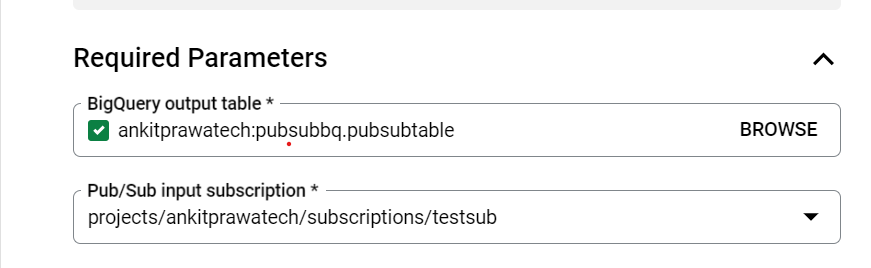 Required Parameters
BigQuery output table *
ankitprawatech:pubsubbq.pubsubtable
BROWSE
Pub/Sub input subscription *
projects/ankitprawatech/subscriptions/testsub